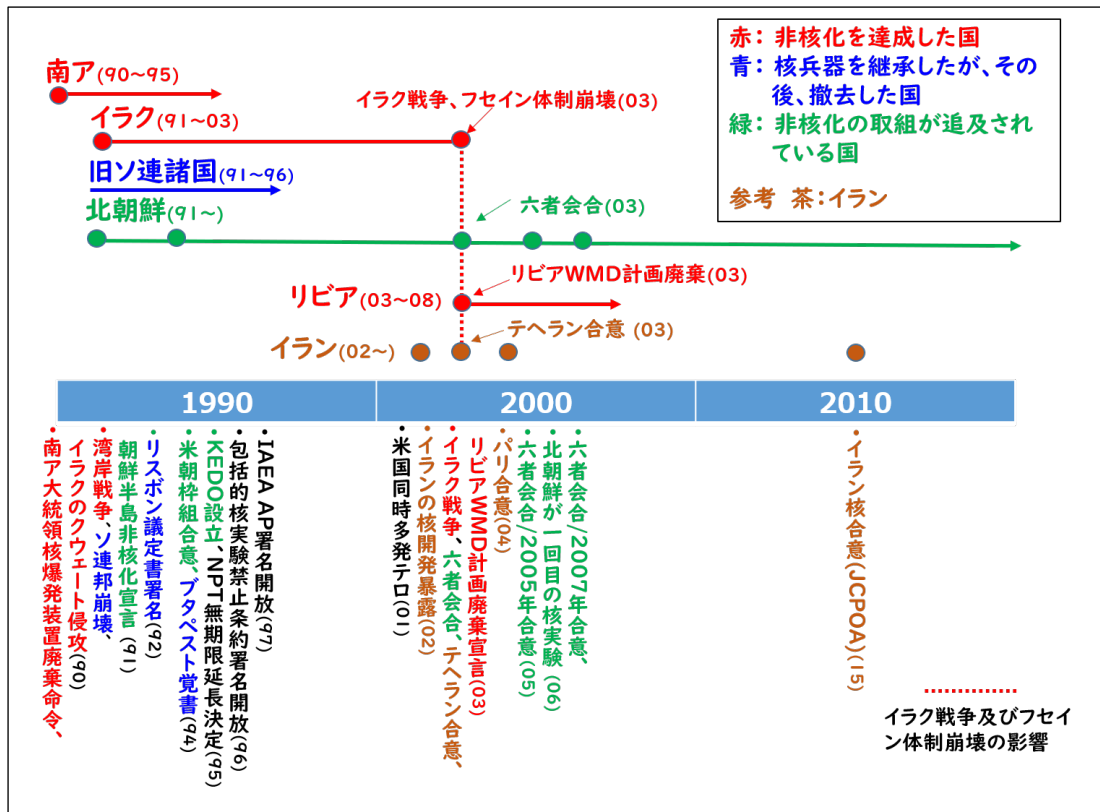 赤： 非核化を達成した国
青： 核兵器を継承したが、その
後、撤去した国
緑： 非核化の取組が追及され
ている国
参考 茶：イラン
南ア(90～95)
イラク(91～03)
イラク戦争、フセイン体制崩壊(03)
旧ソ連諸国(91～96)
北朝鮮(91～)
六者会合(03)
リビア(03～08)
リビアWMD計画廃棄(03)
イラン(02～)
テヘラン合意 (03)
1990
2000
2010
・南ア大統領核爆発装置廃棄命令、
イラクのクウェート侵攻(90)
・湾岸戦争、ソ連邦崩壊、
朝鮮半島非核化宣言 (91)
・リスボン議定書署名(92)
・米朝枠組合意、ブタペスト覚書(94)
・KEDO設立、NPT無期限延長決定(95)
・包括的核実験禁止条約署名開放(96)
・IAEA AP署名開放(97)
・米国同時多発テロ(01)
・イランの核開発暴露(02)
・イラク戦争、六者会合、テヘラン合意、
リビアWMD計画廃棄宣言(03)
・パリ合意(04)
・六者会合/2005年合意(05)
・北朝鮮が一回目の核実験 (06)
・六者会合/2007年合意、
・イラン核合意(JCPOA)(15)
イラク戦争及びフセイ
ン体制崩壊の影響